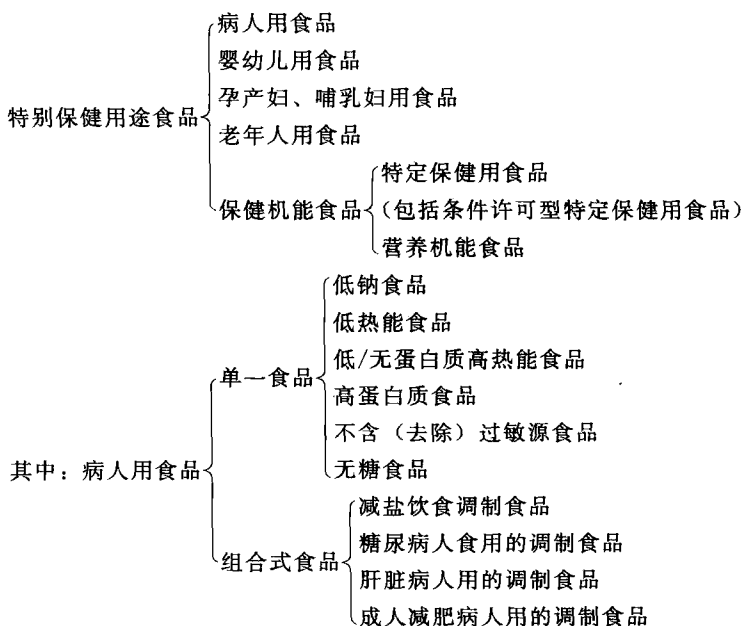 病人用食品
婴幼儿用食品
孕产妇、哺乳妇用食品
特别保健用途食品
老年人用食品
特定保健用食品
保健机能食品
（包括条件许可型特定保健用食品）
营养机能食品
低钠食品
低热能食品
低/无蛋白质高热能食品
单一食品
高蛋白质食品
不含（去除）过敏源食品
其中：病人用食品
无糖食品
减盐饮食调制食品
糖尿病人食用的调制食品
组合式食品
肝脏病人用的调制食品
成人减肥病人用的调制食品